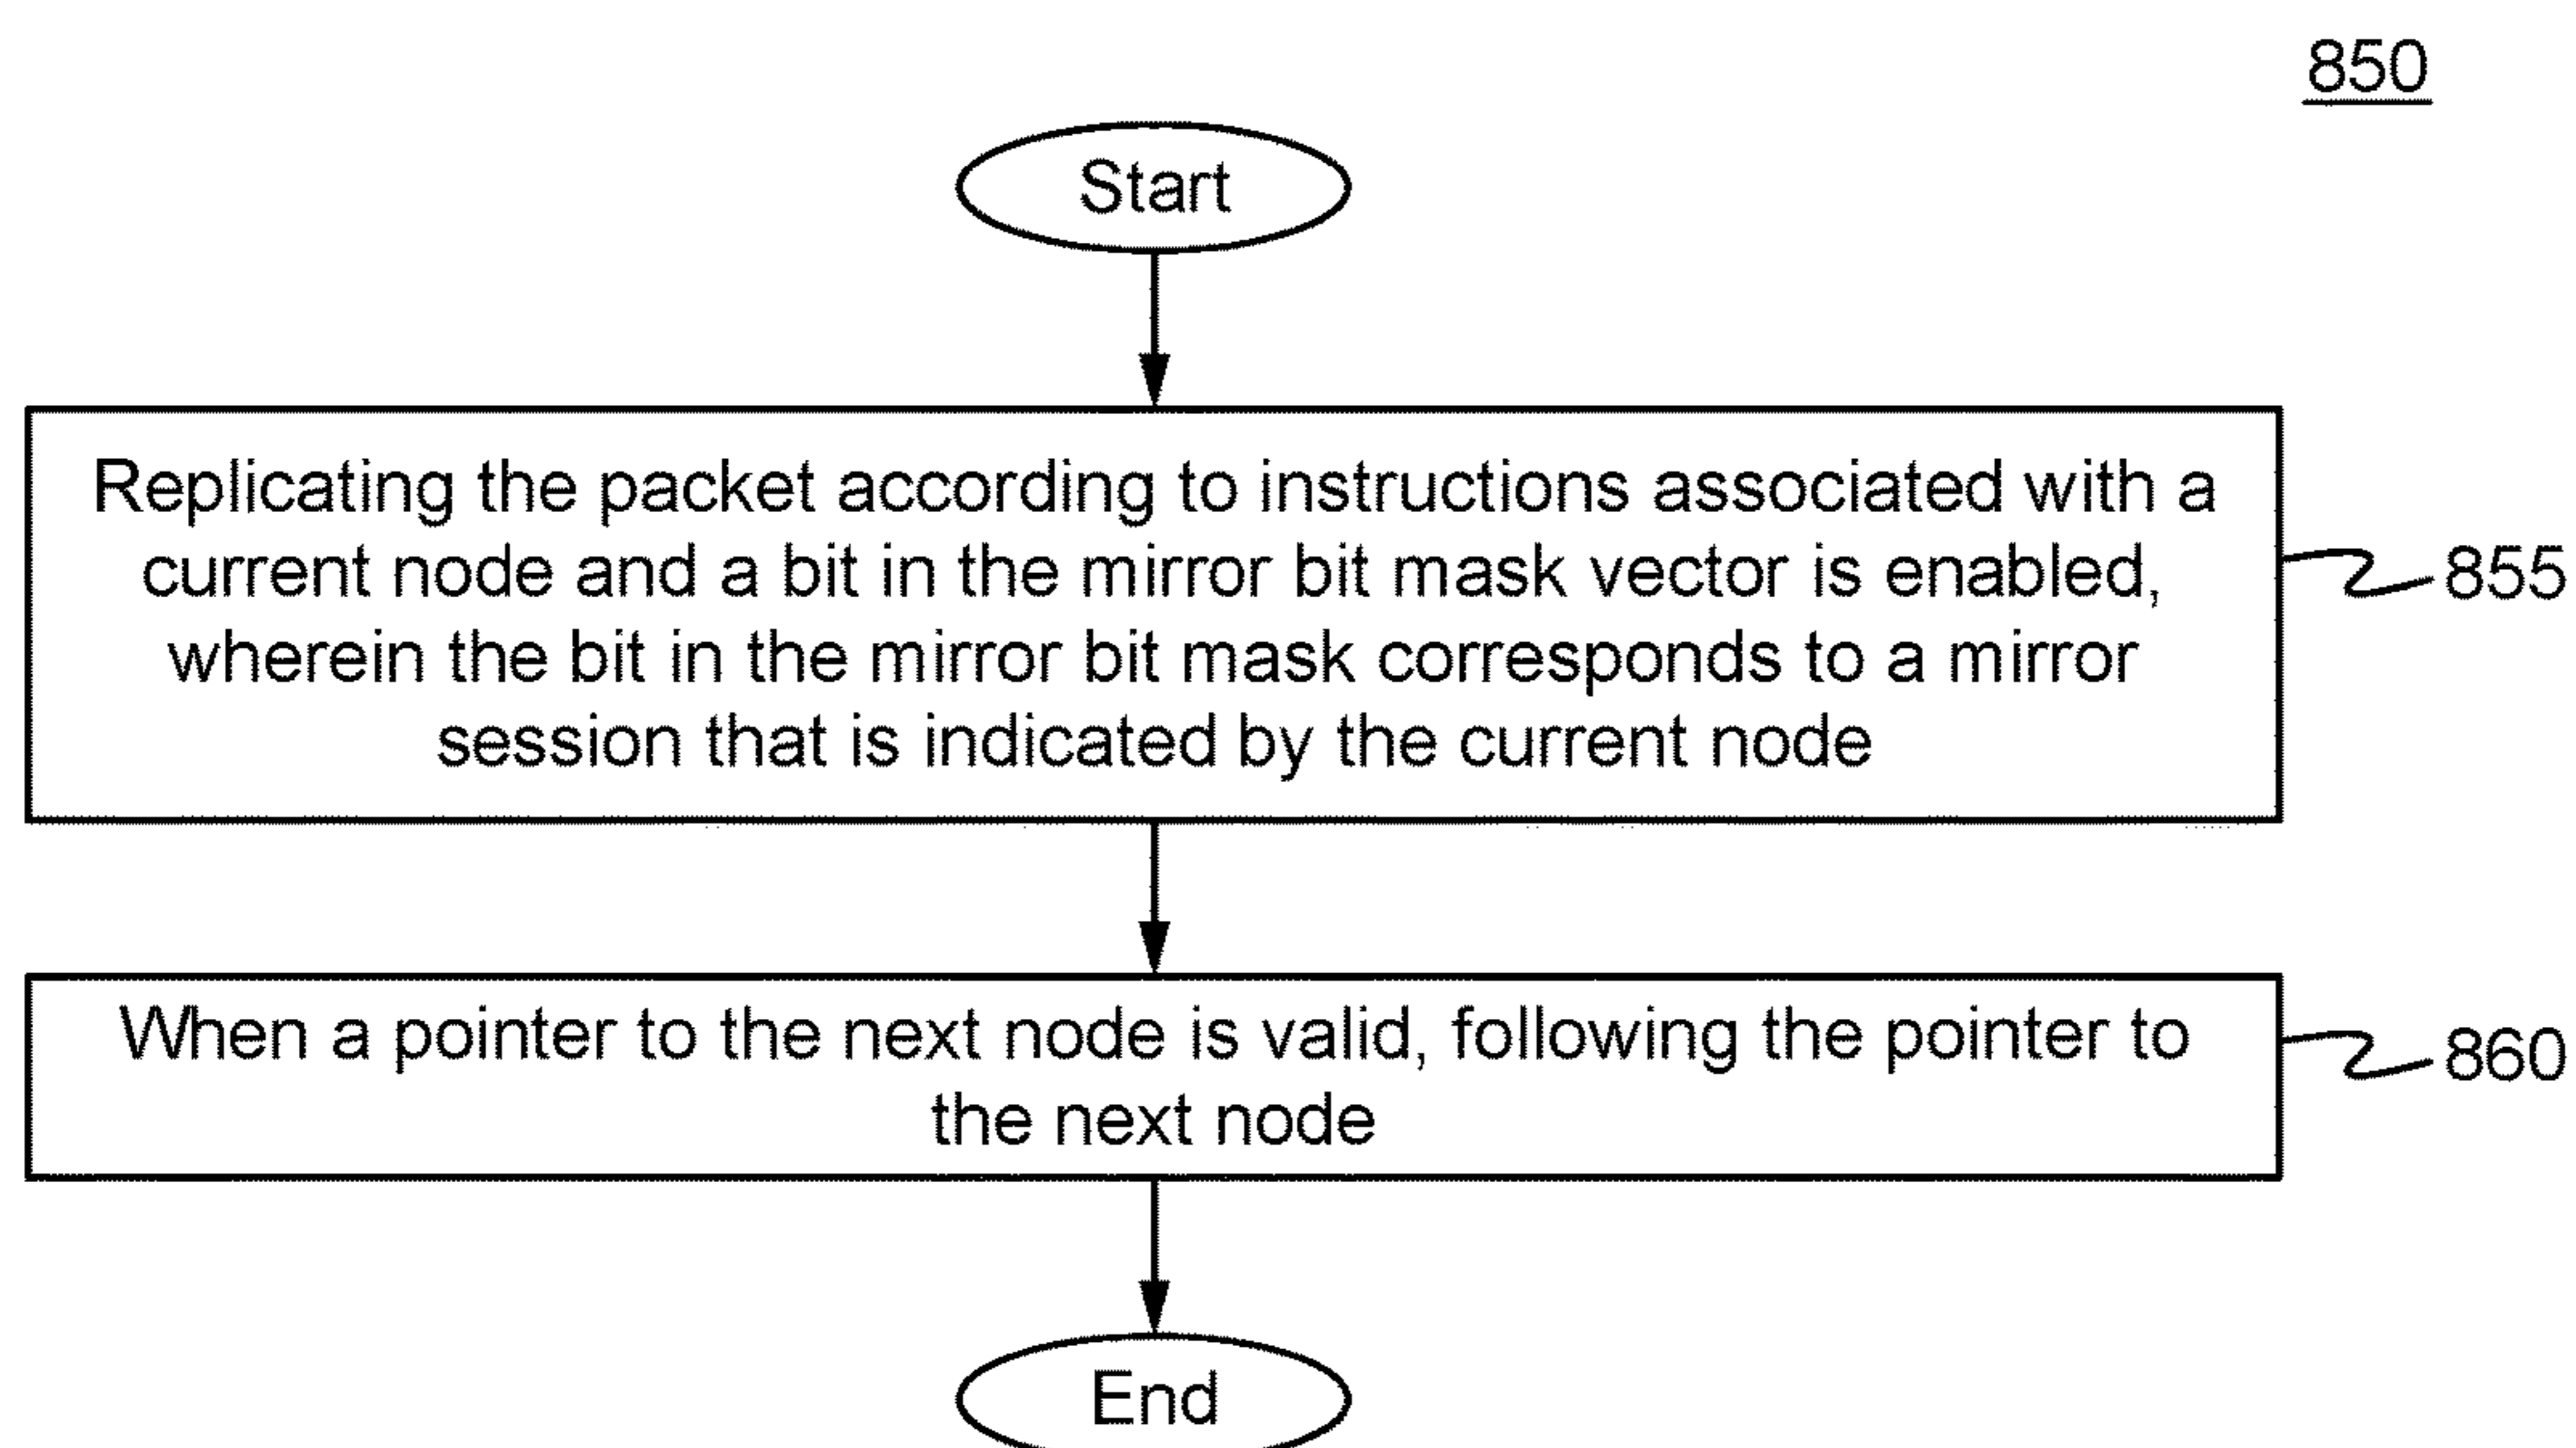 850
Start
Replicating the packet according to instructions associated with a
current node and a bit in the mirror bit mask vector is enabled,
wherein the bit in the mirror bit mask corresponds to a mirror
session that is indicated by the current node
855
When a pointer to the next node is valid, following the pointer to
the next node
860
End